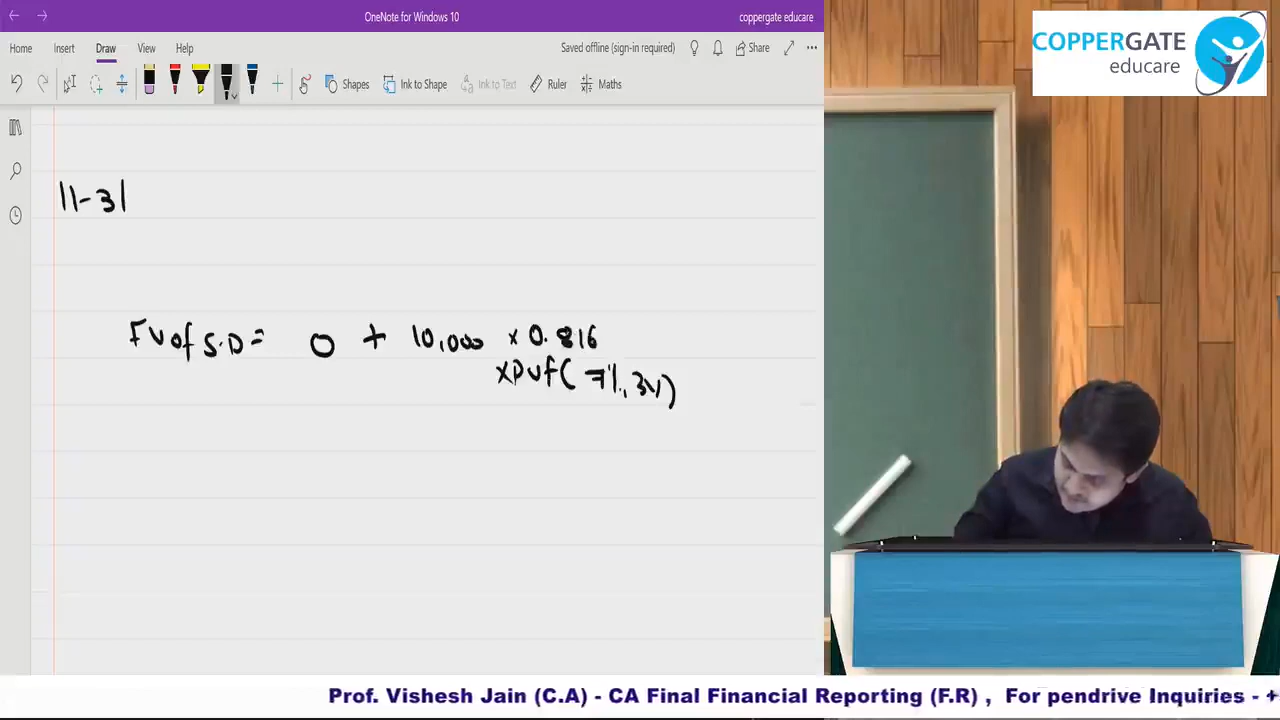 OneNote for Windows 10
coppergate educare
Home Insert Draw View Help
Saved offline (sign-in required)
Share
Shapes
Ink to Shape
Ink to Text
Ruler
Maths
COPPERGATE
educare
11-31
FV of S.D = 0 + 10,000 x 0.816
x pvf( 7%, 3y)
Prof. Vishesh Jain (C.A) - CA Final Financial Reporting (F.R) , For pendrive Inquiries - +